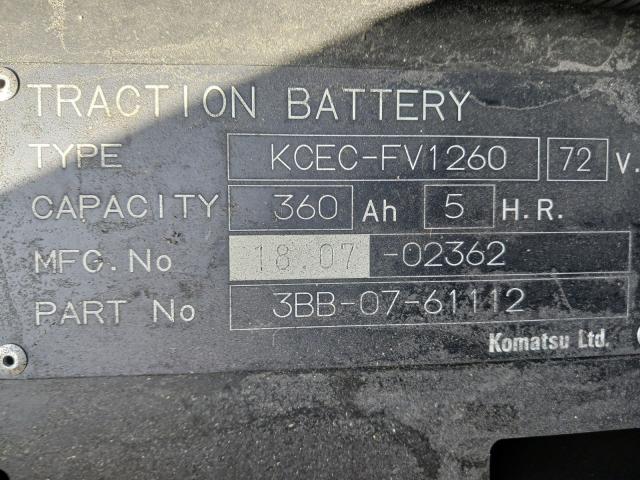 TRACTION BATTERY
TYPE KCEC-FV1260 72 V.
CAPACITY 360 Ah 5 H.R.
MFG. No 18.07 -02362
PART No 3BB-07-61112
Komatsu Ltd.